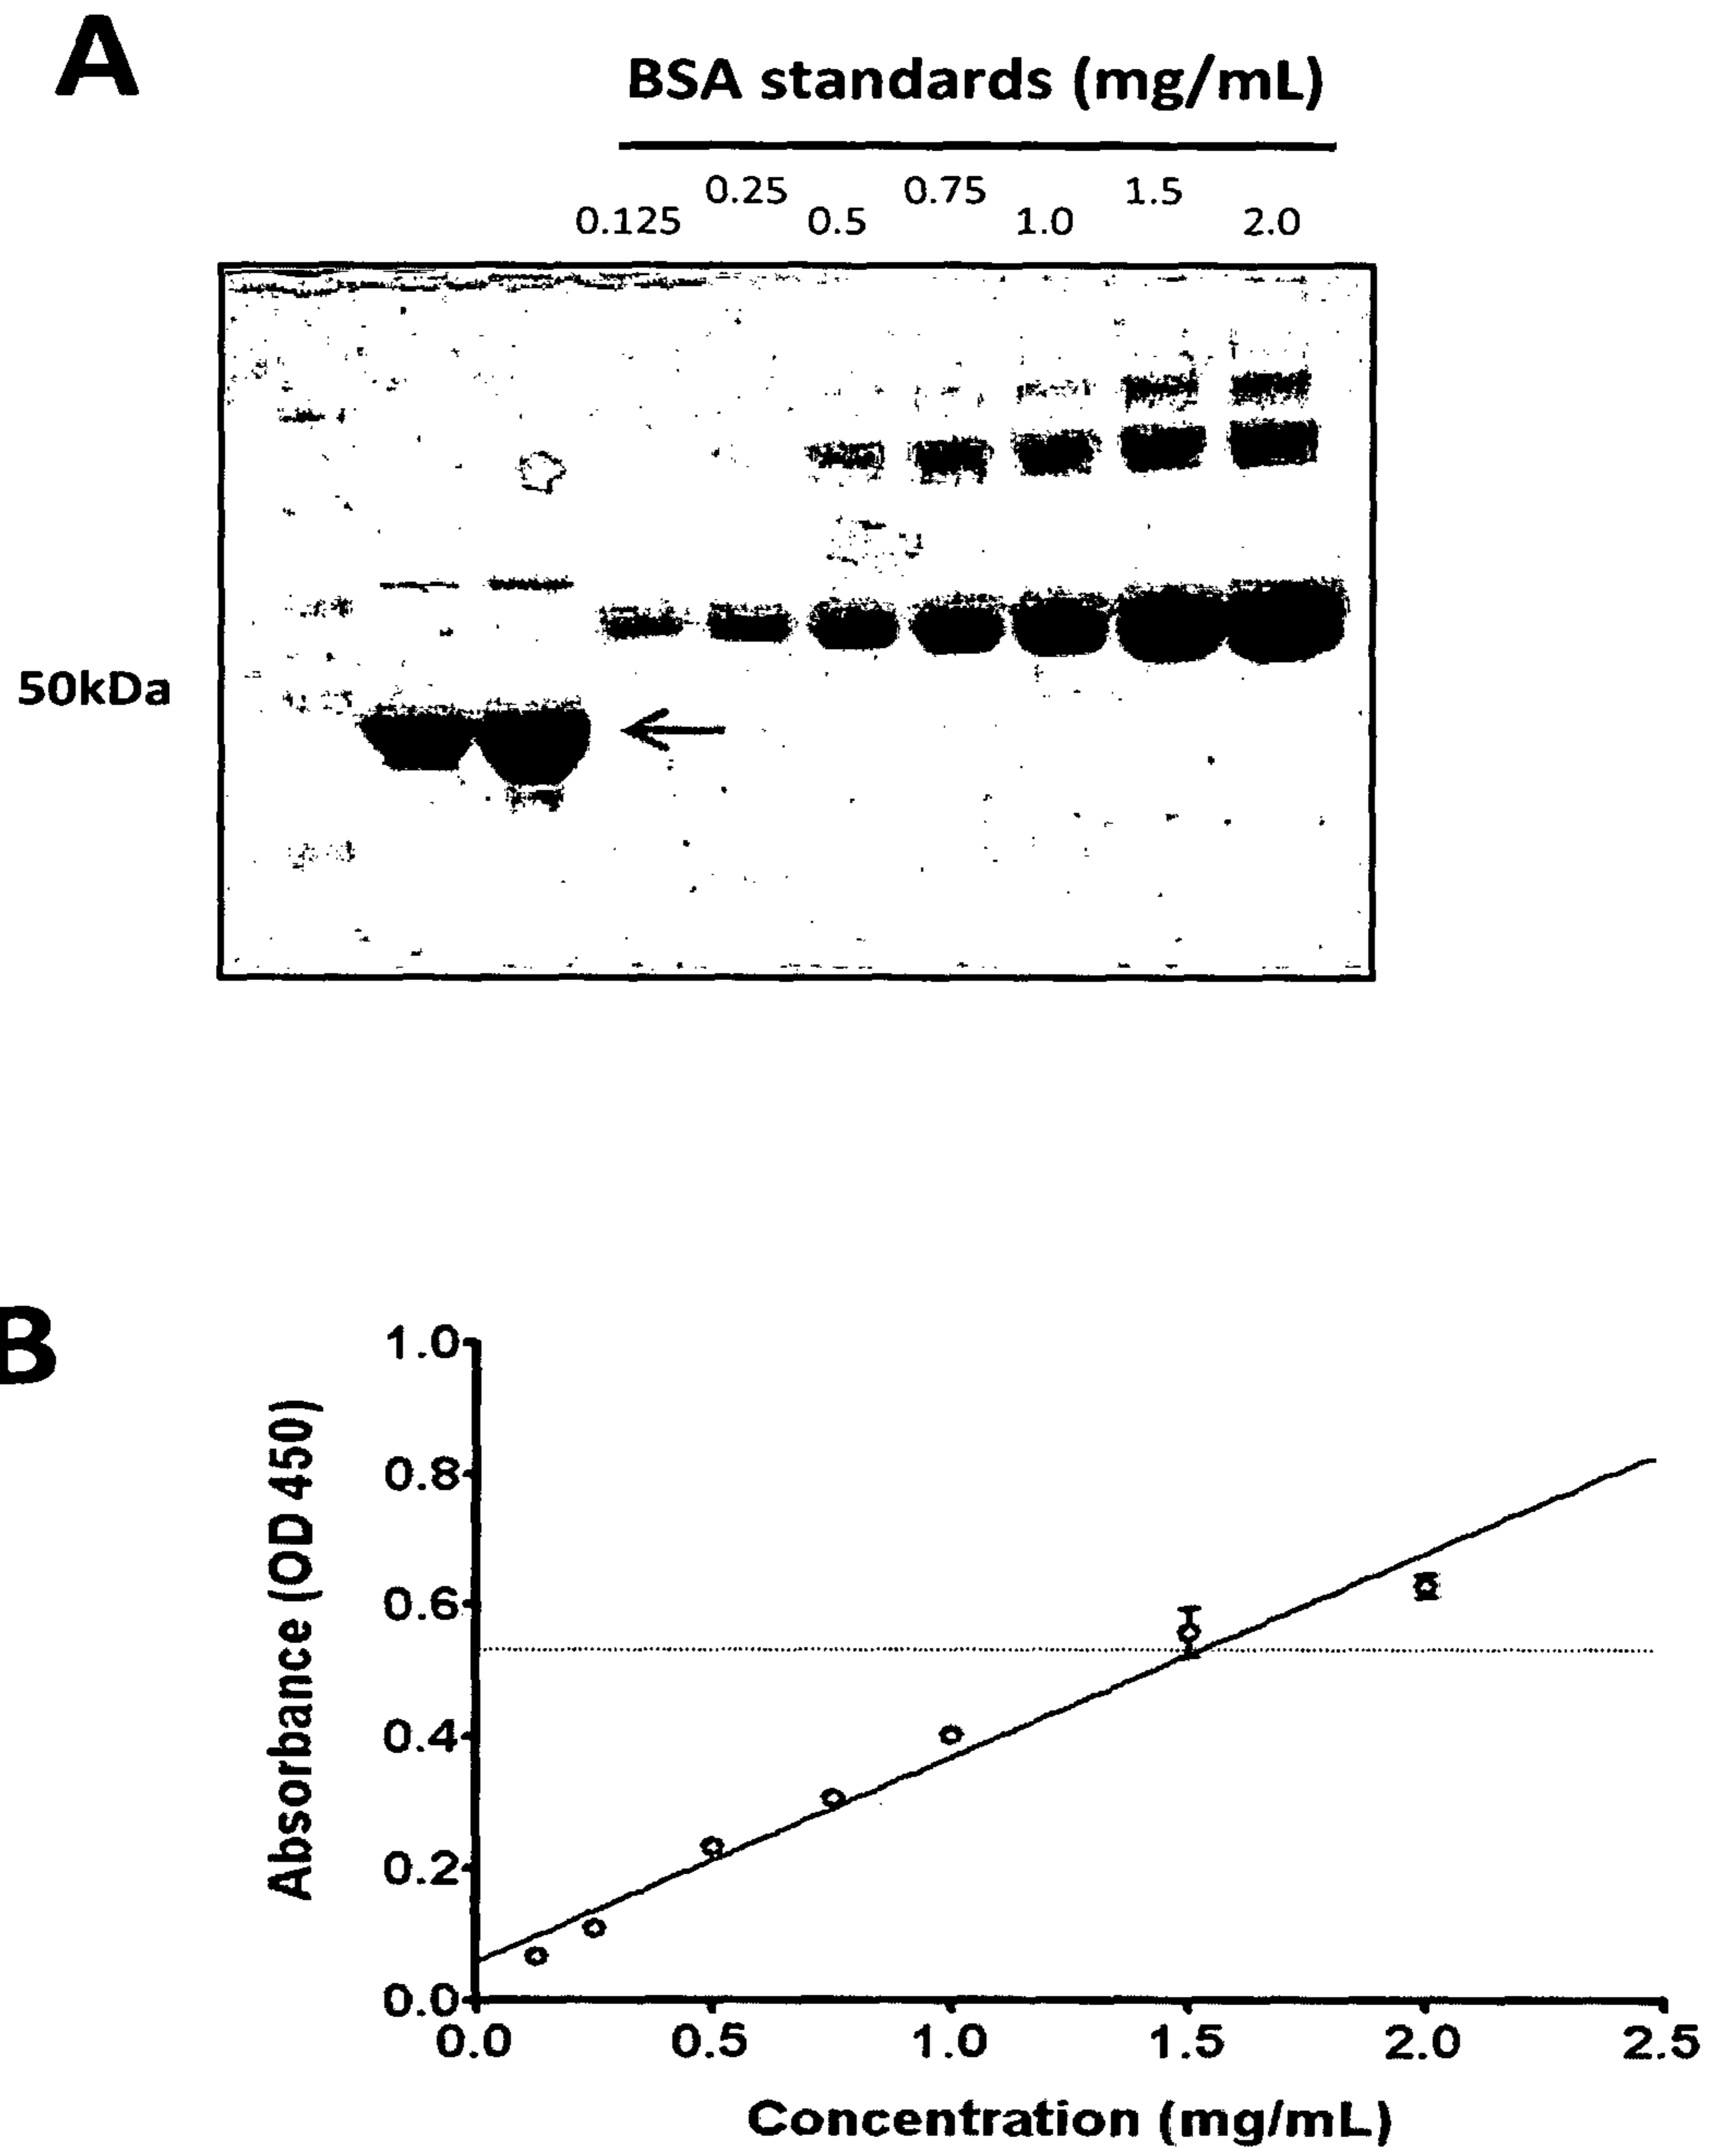 A
BSA standards (mg/mL)
0.25 0.75 1.5
0.125 0.5 1.0 2.0
50kDa
B
1.0
0.8
0.6
0.4
0.2
0.0
Absorbance (OD 450)
0.0 0.5 1.0 1.5 2.0 2.5
Concentration (mg/mL)